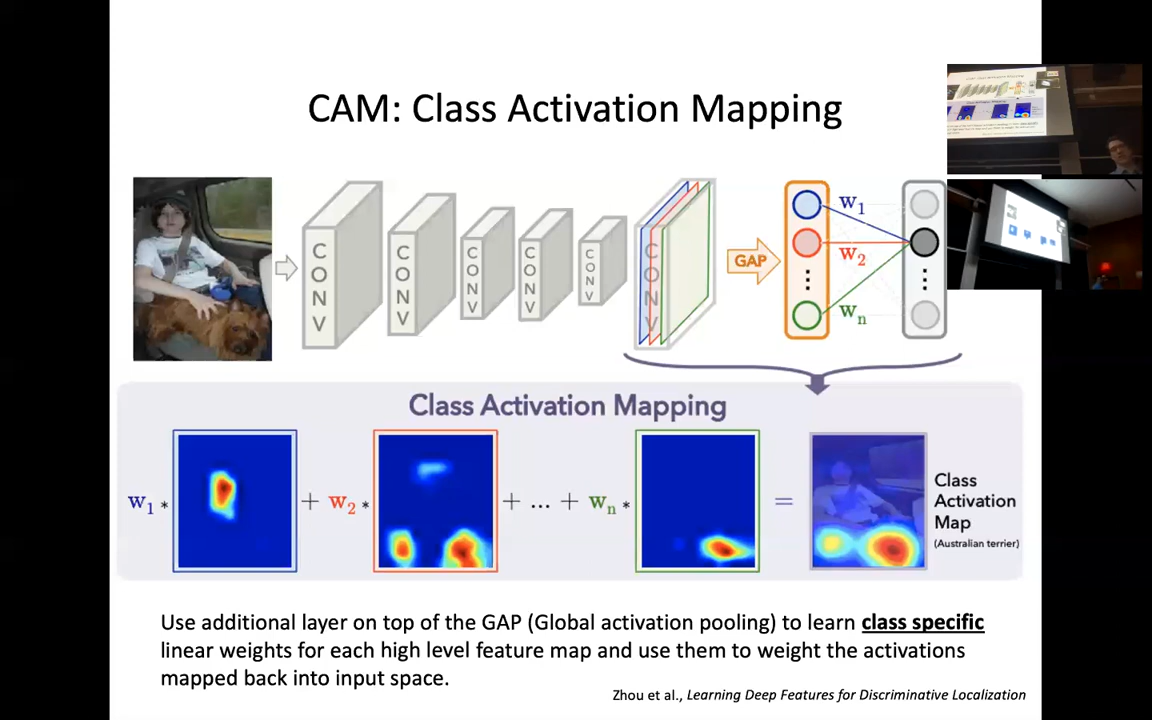 CAM: Class Activation Mapping
CONV
CONV
CONV
CONV
CONV
CONV
GAP
w1
w2
wn
Class Activation Mapping
w1 * + w2 * + ... + wn * =
Class
Activation
Map
(Australian terrier)
Use additional layer on top of the GAP (Global activation pooling) to learn class specific
linear weights for each high level feature map and use them to weight the activations
mapped back into input space.
Zhou et al., Learning Deep Features for Discriminative Localization